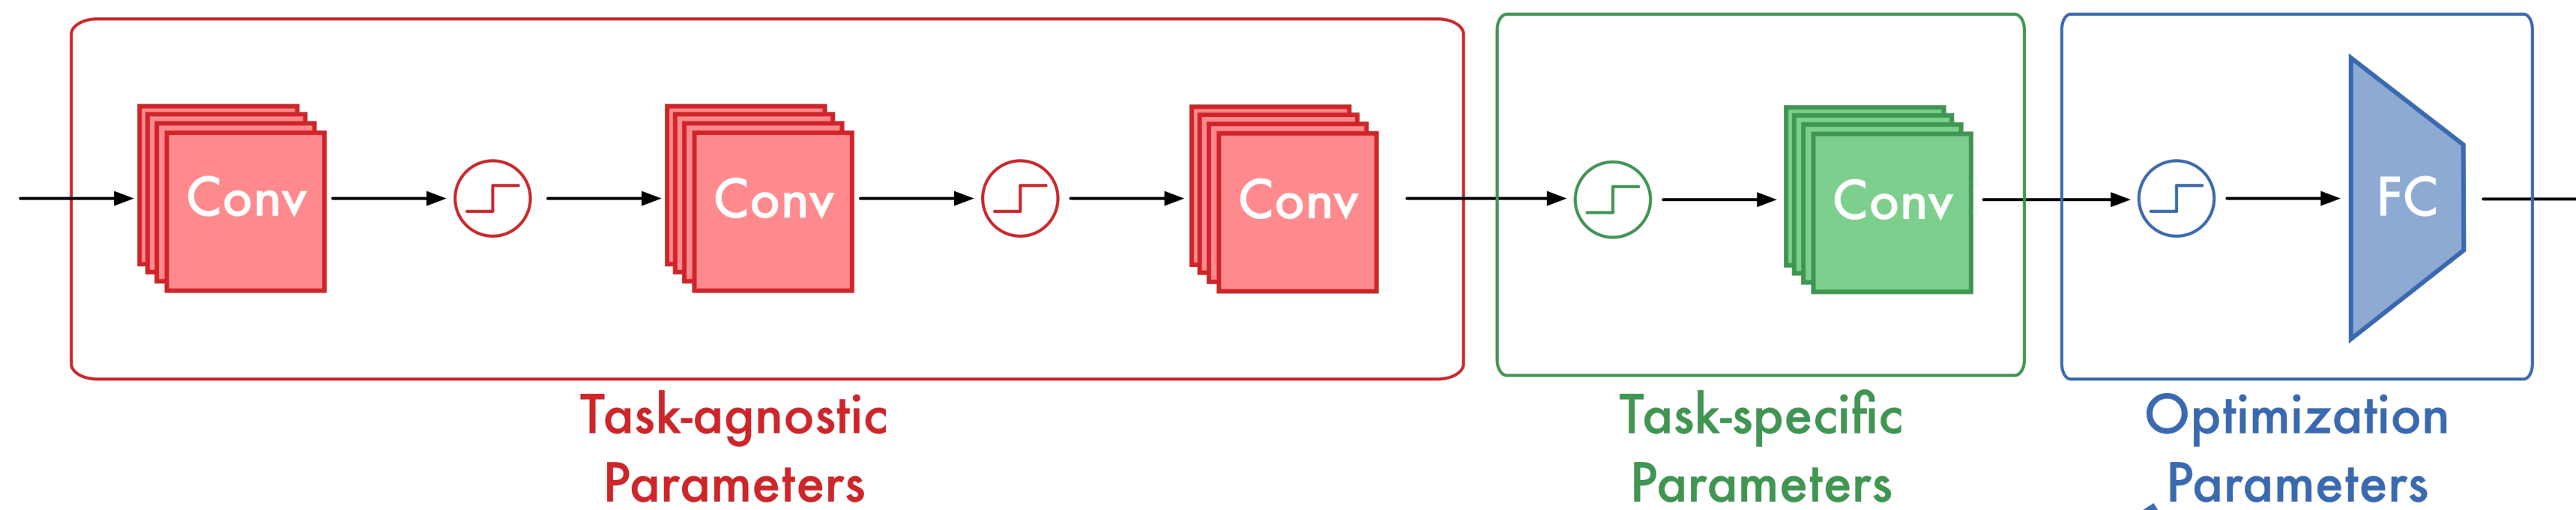 Conv
Conv
Conv
Conv
FC
Task-agnostic
Parameters
Task-specific
Parameters
Optimization
Parameters